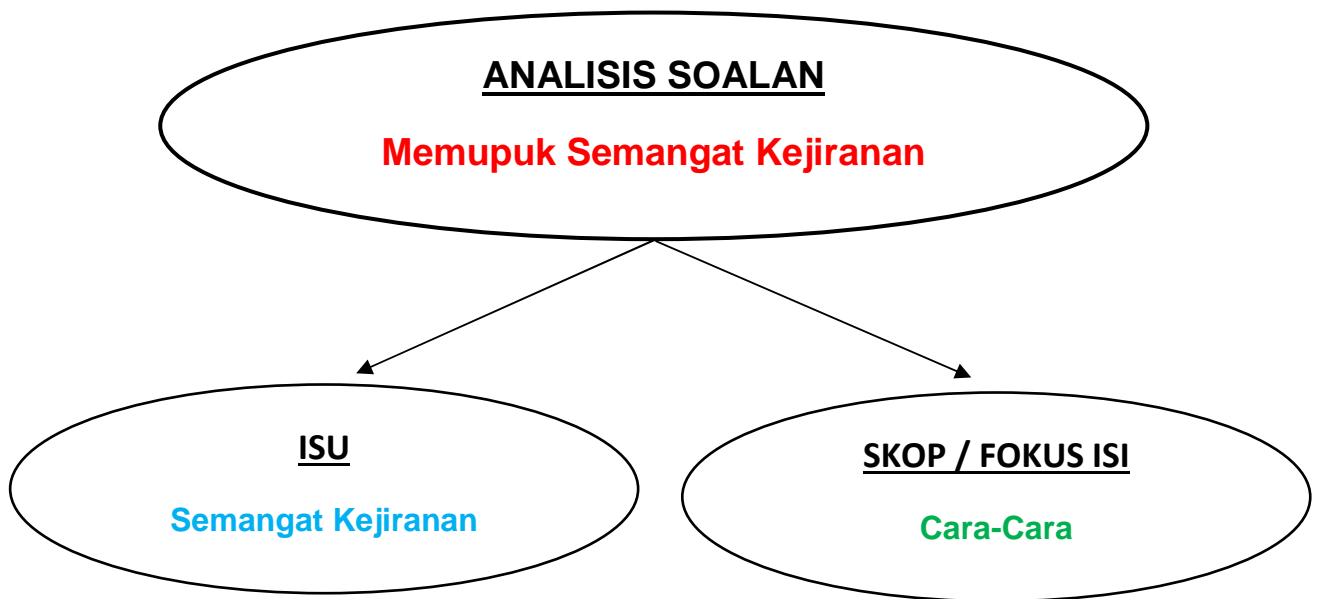 ANALISIS SOALAN
Memupuk Semangat Kejiranan
ISU
Semangat Kejiranan
SKOP / FOKUS ISI
Cara-Cara